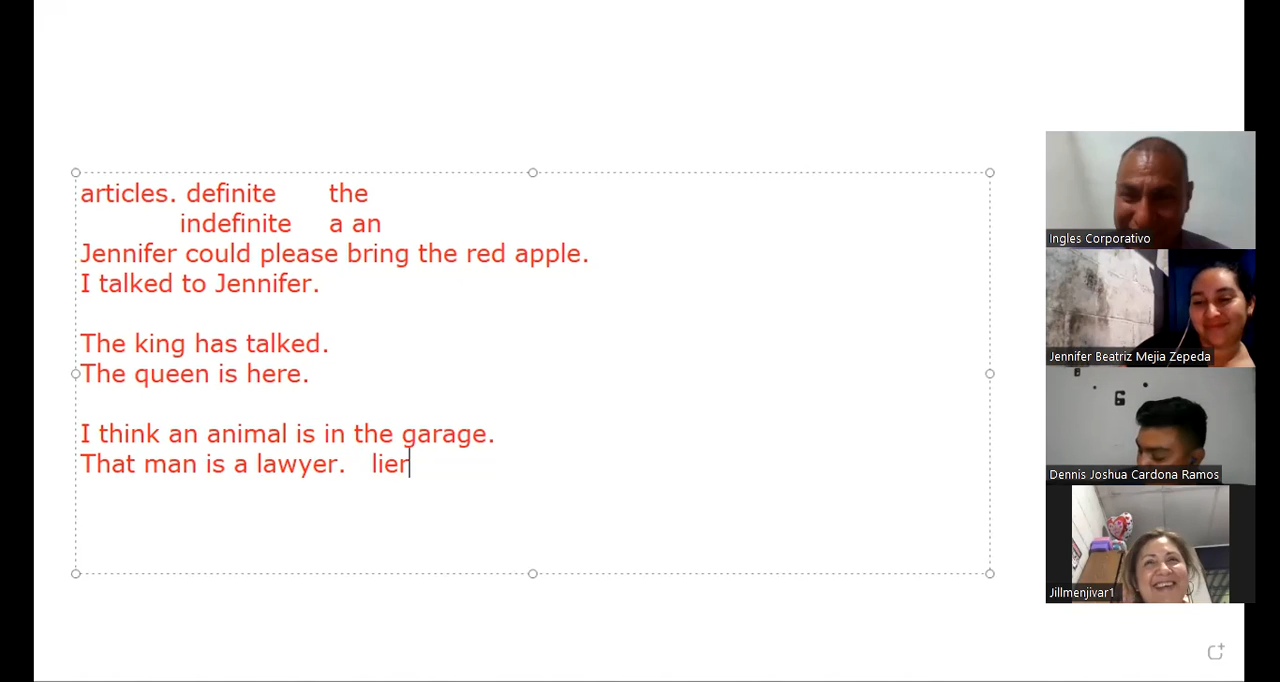 articles. definite the
indefinite a an
Jennifer could please bring the red apple.
I talked to Jennifer.
The king has talked.
The queen is here.
I think an animal is in the garage.
That man is a lawyer. lier
Ingles Corporativo
Jennifer Beatriz Mejia Zepeda
Dennis Joshua Cardona Ramos
Jillmenjivar1